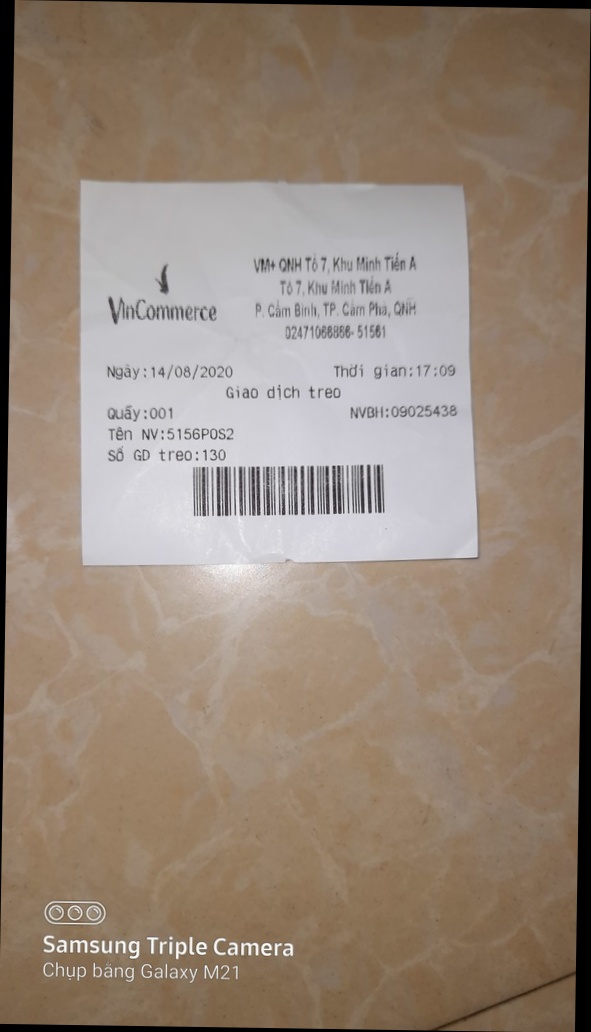 VinCommerce
VM+ QNH Tổ 7, Khu Minh Tiến A
Tổ 7, Khu Minh Tiến A
P. Cẩm Bình, TP. Cẩm Phả, QNH
02471066866- 51561
Ngày:14/08/2020 Thời gian:17:09
Giao dịch treo
Quầy:001 NVBH:09025438
Tên NV:5156POS2
Số GD treo:130
Samsung Triple Camera
Chụp bằng Galaxy M21